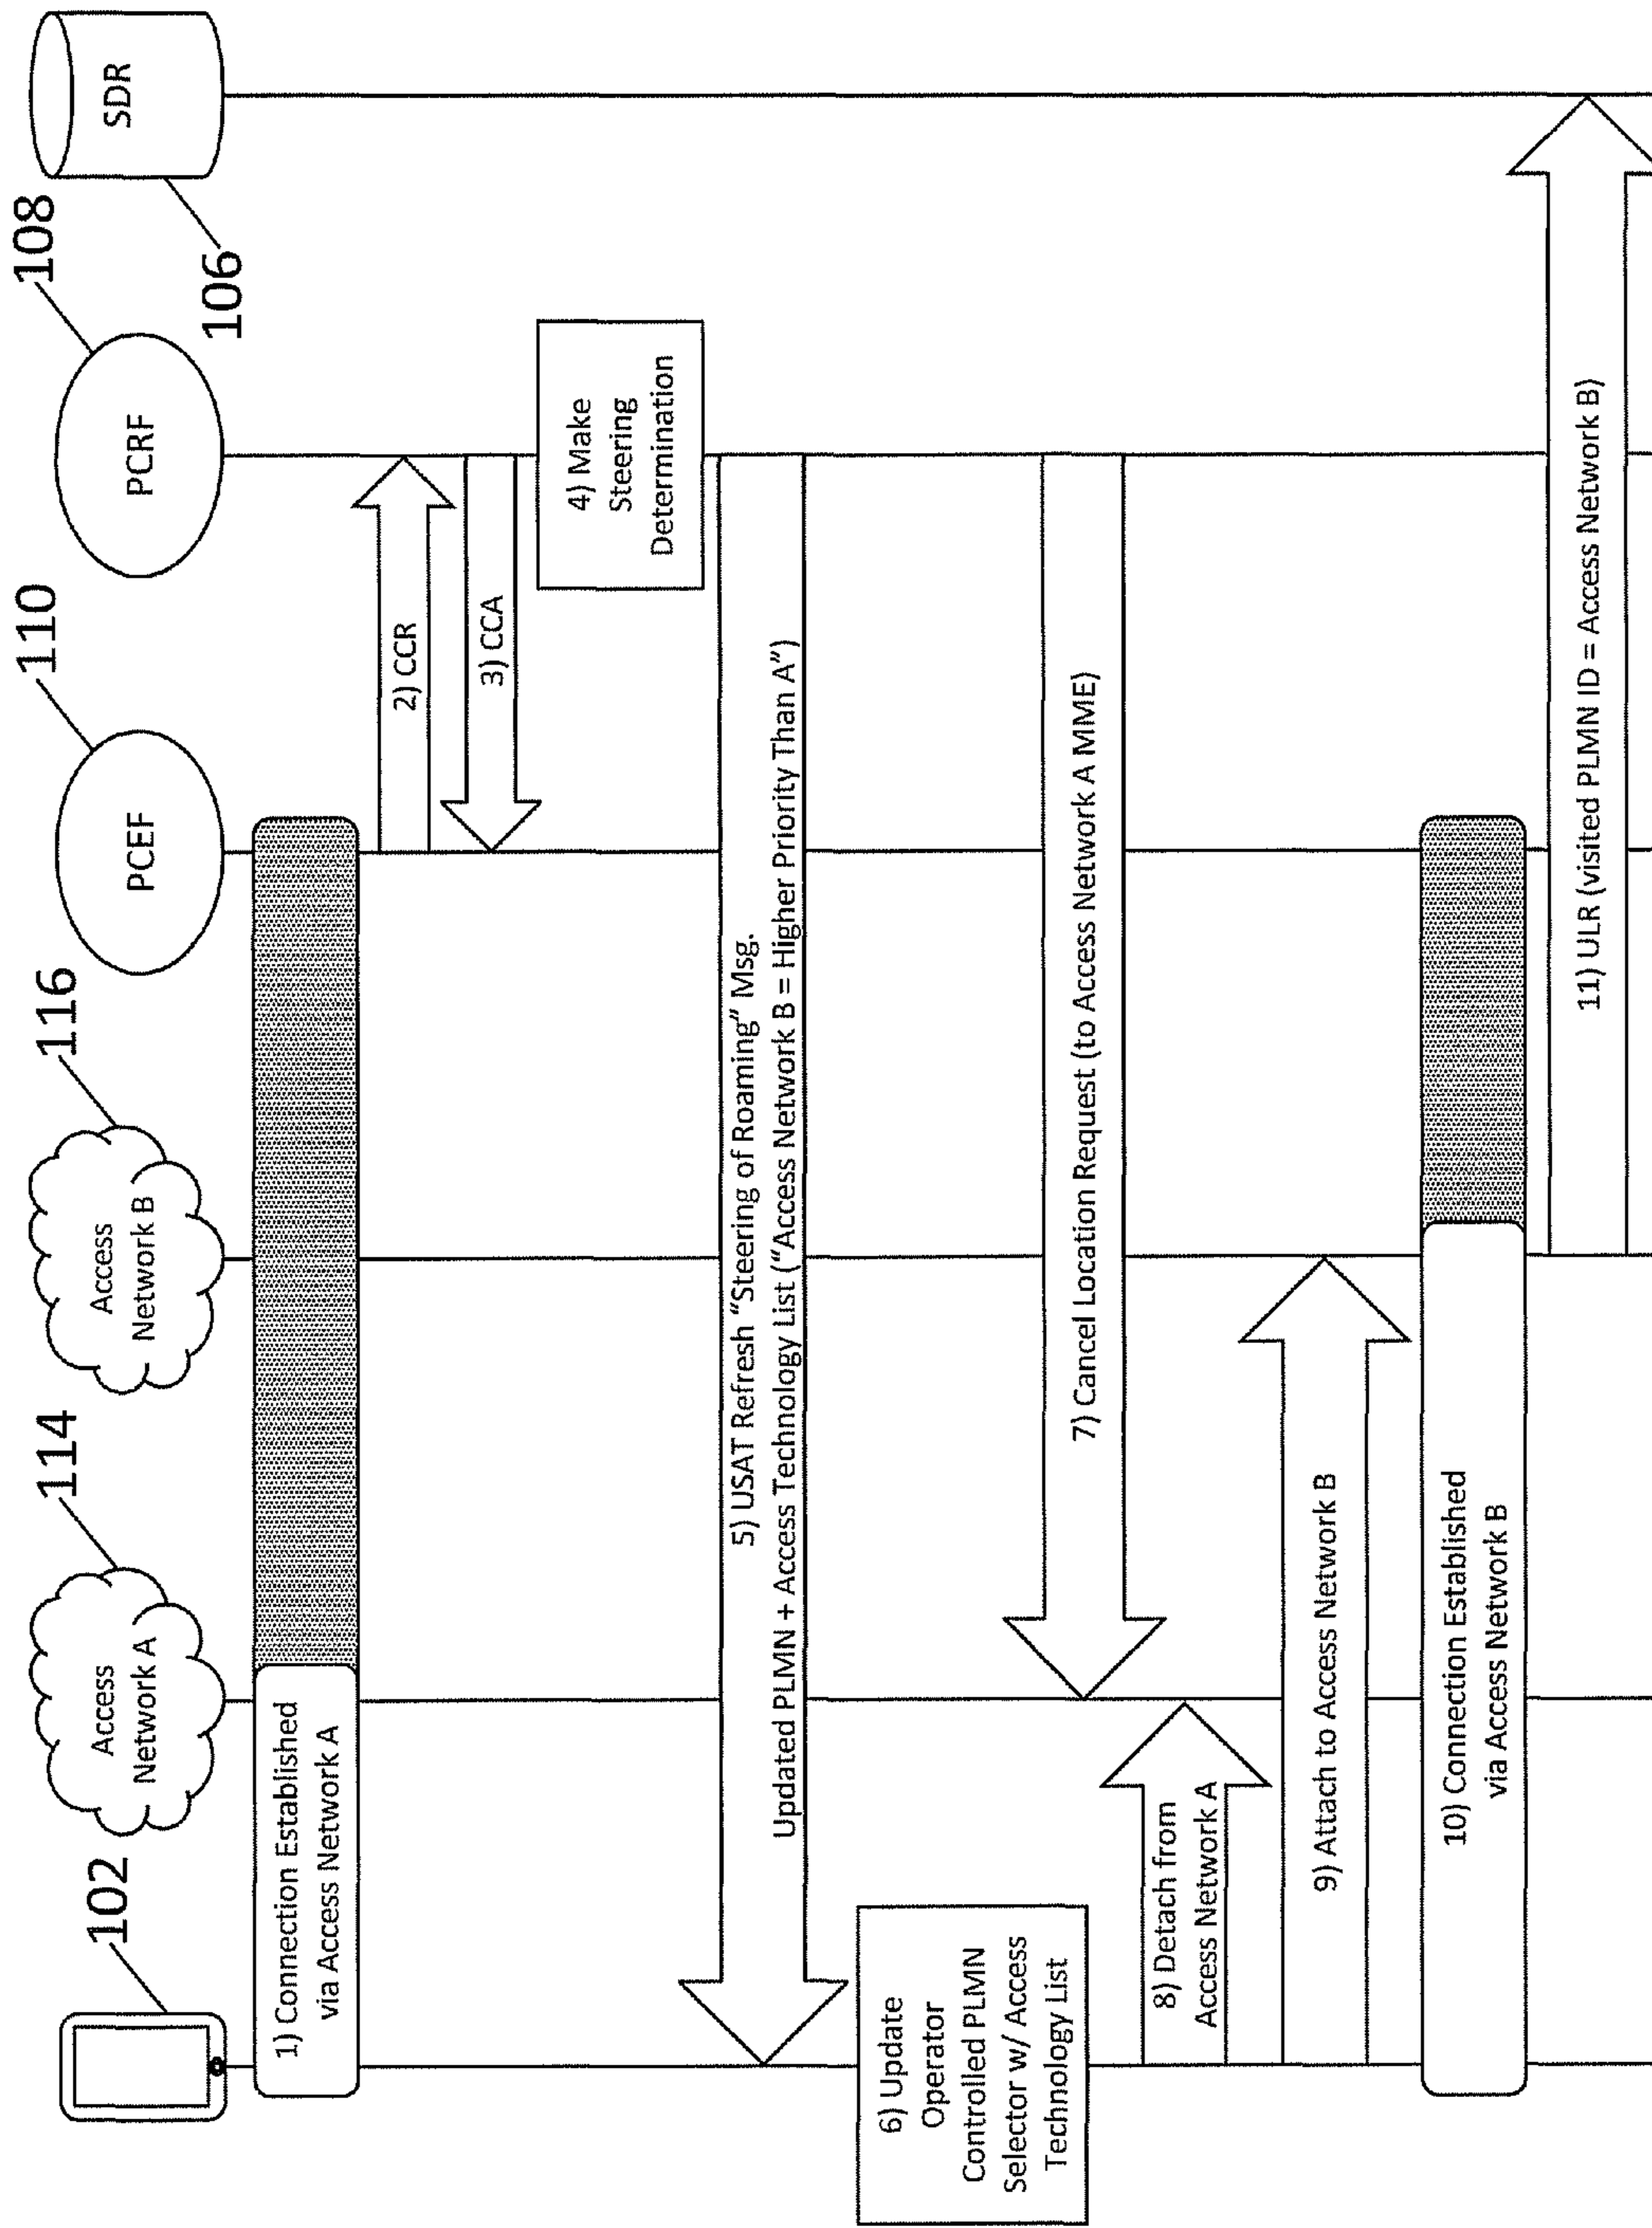 102
114
Access
Network A
116
Access
Network B
110
PCEF
108
PCRF
SDR
106
1) Connection Established
via Access Network A
2) CCR
3) CCA
4) Make
Steering
Determination
5) USAT Refresh “Steering of Roaming” Msg.
Updated PLMN + Access Technology List (“Access Network B = Higher Priority Than A”)
6) Update
Operator
Controlled PLMN
Selector w/ Access
Technology List
7) Cancel Location Request (to Access Network A MME)
8) Detach from
Access Network A
9) Attach to Access Network B
10) Connection Established
via Access Network B
11) ULR (visited PLMN ID = Access Network B)